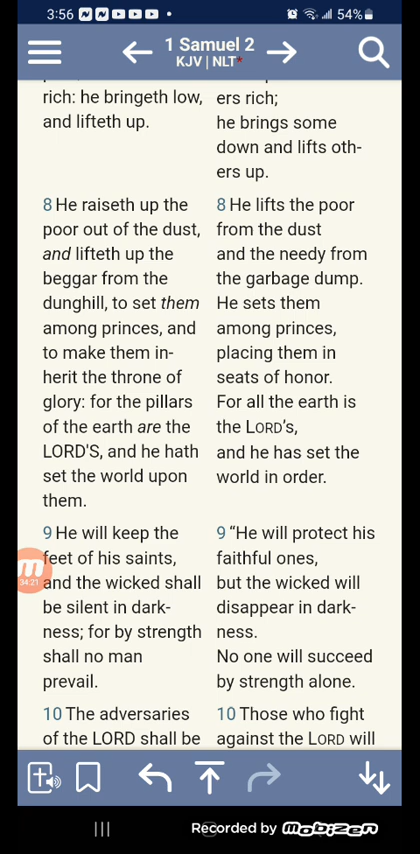 3:56 54%
1 Samuel 2
KJV | NLT*
rich: he bringeth low,
and lifteth up.
8 He raiseth up the
poor out of the dust,
and lifteth up the
beggar from the
dunghill, to set them
among princes, and
to make them in-
herit the throne of
glory: for the pillars
of the earth are the
LORD'S, and he hath
set the world upon
them.
9 He will keep the
feet of his saints,
and the wicked shall
be silent in dark-
ness; for by strength
shall no man
prevail.
10 The adversaries
of the LORD shall be
ers rich;
he brings some
down and lifts oth-
ers up.
8 He lifts the poor
from the dust
and the needy from
the garbage dump.
He sets them
among princes,
placing them in
seats of honor.
For all the earth is
the LORD’s,
and he has set the
world in order.
9 “He will protect his
faithful ones,
but the wicked will
disappear in dark-
ness.
No one will succeed
by strength alone.
10 Those who fight
against the LORD will
34:21
Recorded by Mobizen